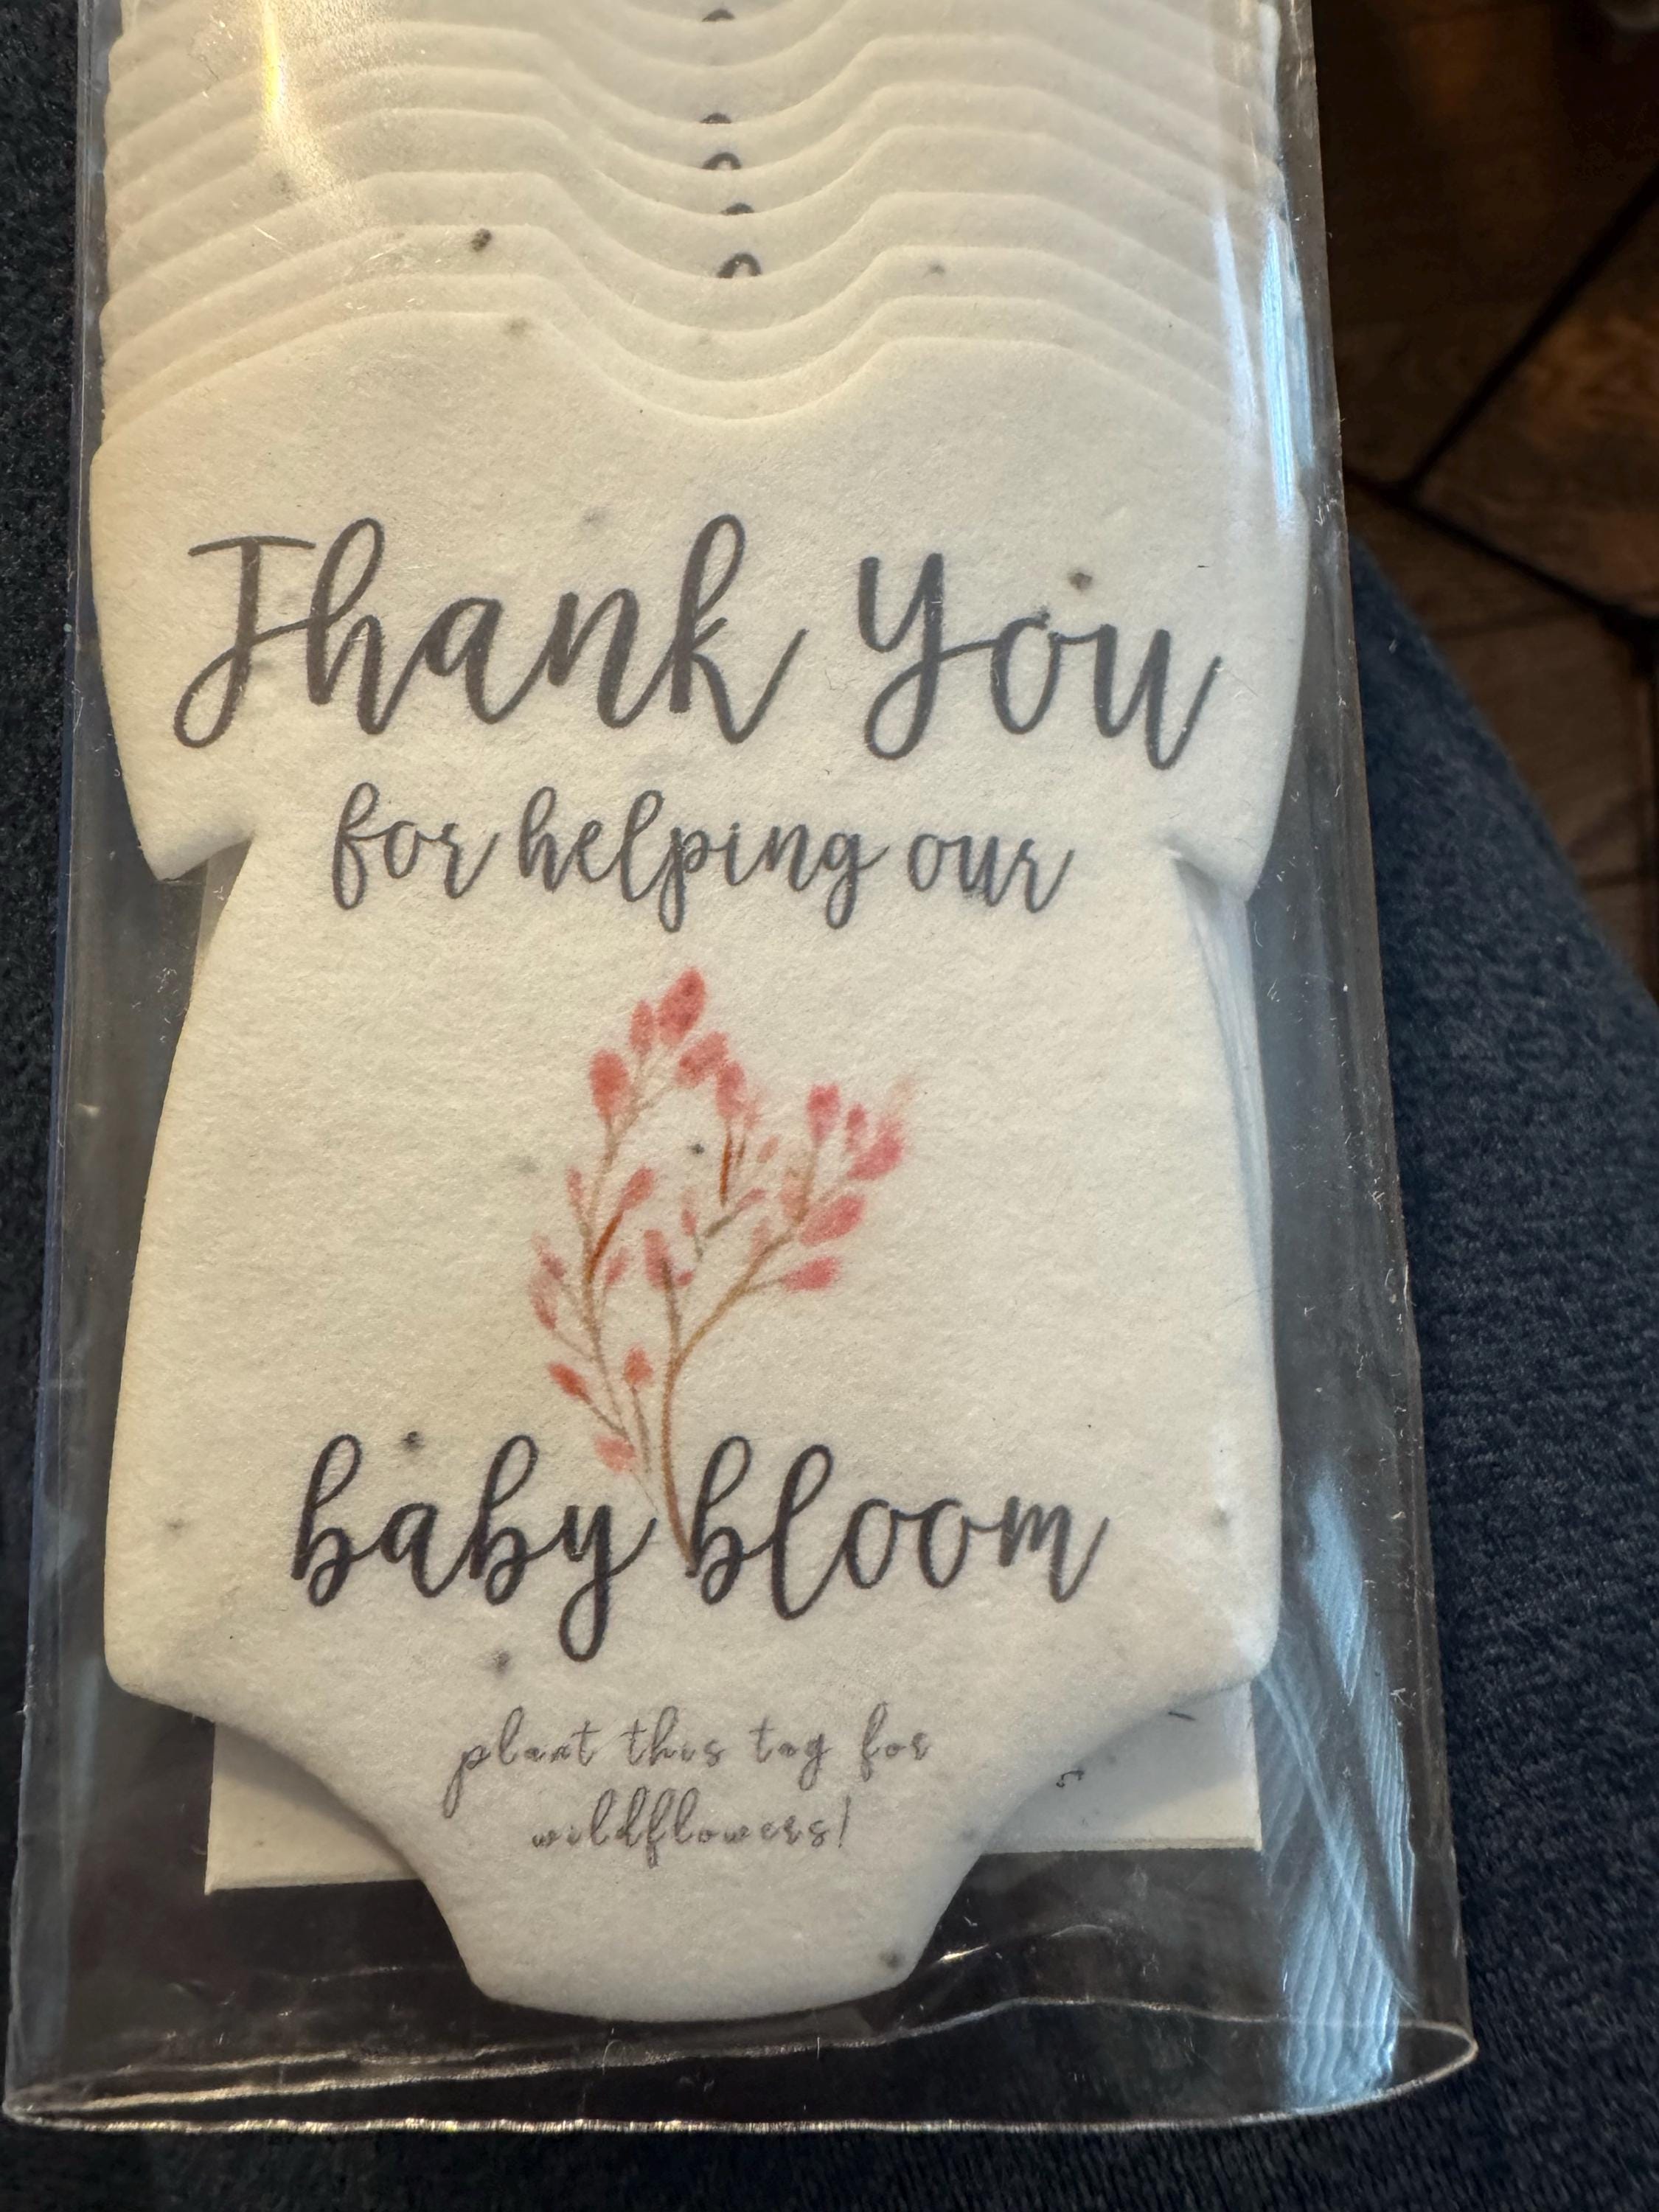 Thank You
for helping our
baby bloom
plant this tag for
wildflowers!